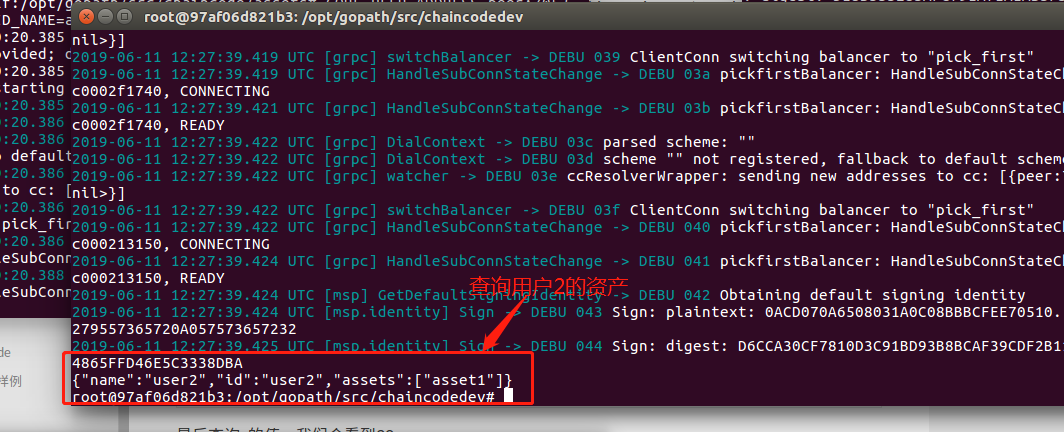 root@97af06d821b3: /opt/gopath/src/chaincodedev
nil>}]
2019-06-11 12:27:39.419 UTC [grpc] switchBalancer -> DEBU 039 ClientConn switching balancer to "pick_first"
2019-06-11 12:27:39.419 UTC [grpc] HandleSubConnStateChange -> DEBU 03a pickfirstBalancer: HandleSubConnStateChan
c0002f1740, CONNECTING
2019-06-11 12:27:39.421 UTC [grpc] HandleSubConnStateChange -> DEBU 03b pickfirstBalancer: HandleSubConnStateChan
c0002f1740, READY
2019-06-11 12:27:39.422 UTC [grpc] DialContext -> DEBU 03c parsed scheme: ""
2019-06-11 12:27:39.422 UTC [grpc] DialContext -> DEBU 03d scheme "" not registered, fallback to default scheme
2019-06-11 12:27:39.422 UTC [grpc] watcher -> DEBU 03e ccResolverWrapper: sending new addresses to cc: [{peer:
nil>}]
2019-06-11 12:27:39.422 UTC [grpc] switchBalancer -> DEBU 03f ClientConn switching balancer to "pick_first"
2019-06-11 12:27:39.422 UTC [grpc] HandleSubConnStateChange -> DEBU 040 pickfirstBalancer: HandleSubConnStateChan
c000213150, CONNECTING
2019-06-11 12:27:39.424 UTC [grpc] HandleSubConnStateChange -> DEBU 041 pickfirstBalancer: HandleSubConnStateChan
c000213150, READY
查询用户2的资产
2019-06-11 12:27:39.424 UTC [msp] GetDefaultSigningIdentity -> DEBU 042 Obtaining default signing identity
2019-06-11 12:27:39.424 UTC [msp.identity] Sign -> DEBU 043 Sign: plaintext: 0ACD070A6508031A0C08BBBCFEE70510.
279557365720A057573657232
2019-06-11 12:27:39.425 UTC [msp.identity] Sign -> DEBU 044 Sign: digest: D6CCA30CF7810D3C91BD93B8BCAF39CDF2B1
4865FFD46E5C3338DBA
{"name":"user2","id":"user2","assets":["asset1"]}
root@97af06d821b3:/opt/gopath/src/chaincodedev#